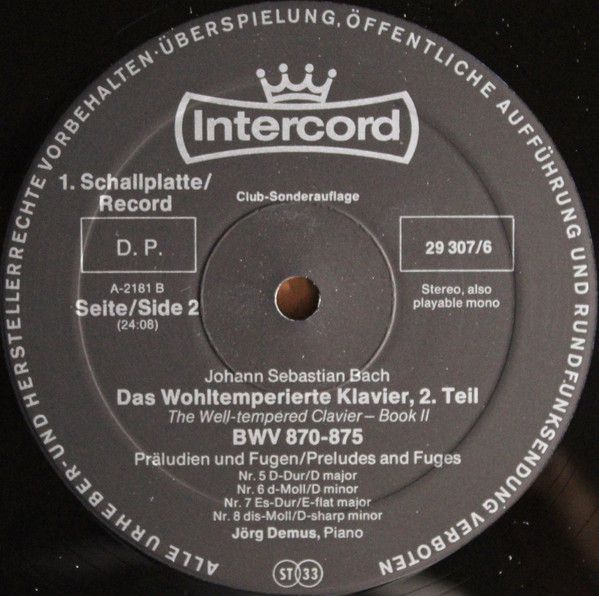 ALLE URHEBER- UND HERSTELLERRECHTE VORBEHALTEN · ÜBERSPIELUNG, ÖFFENTLICHE AUFFÜHRUNG UND RUNDFUNKSENDUNG VERBOTEN
Intercord
1. Schallplatte/
Record
Club-Sonderauflage
D. P.
29 307/6
A-2181 B
Seite/Side 2
(24:08)
Stereo, also
playable mono
Johann Sebastian Bach
Das Wohltemperierte Klavier, 2. Teil
The Well-tempered Clavier – Book II
BWV 870-875
Präludien und Fugen/Preludes and Fuges
Nr. 5 D-Dur/D major
Nr. 6 d-Moll/D minor
Nr. 7 Es-Dur/E-flat major
Nr. 8 dis-Moll/D-sharp minor
Jörg Demus, Piano
ST 33